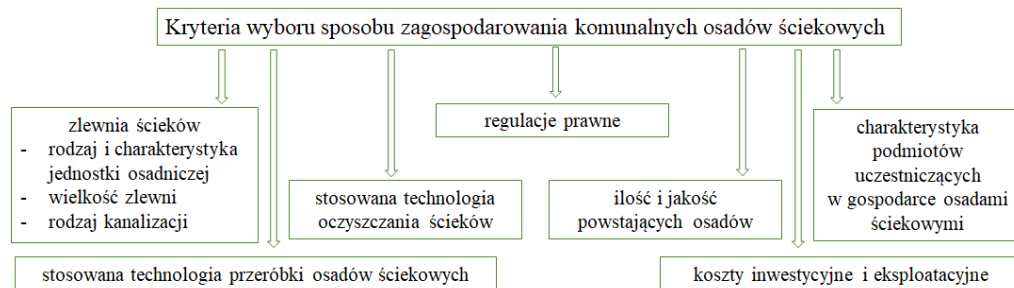 Kryteria wyboru sposobu zagospodarowania komunalnych osadów ściekowych
zlewnia ścieków
- rodzaj i charakterystyka
jednostki osadniczej
- wielkość zlewni
- rodzaj kanalizacji
stosowana technologia przeróbki osadów ściekowych
stosowana technologia
oczyszczania ścieków
regulacje prawne
ilość i jakość
powstających osadów
koszty inwestycyjne i eksploatacyjne
charakterystyka
podmiotów
uczestniczących
w gospodarce osadami
ściekowymi